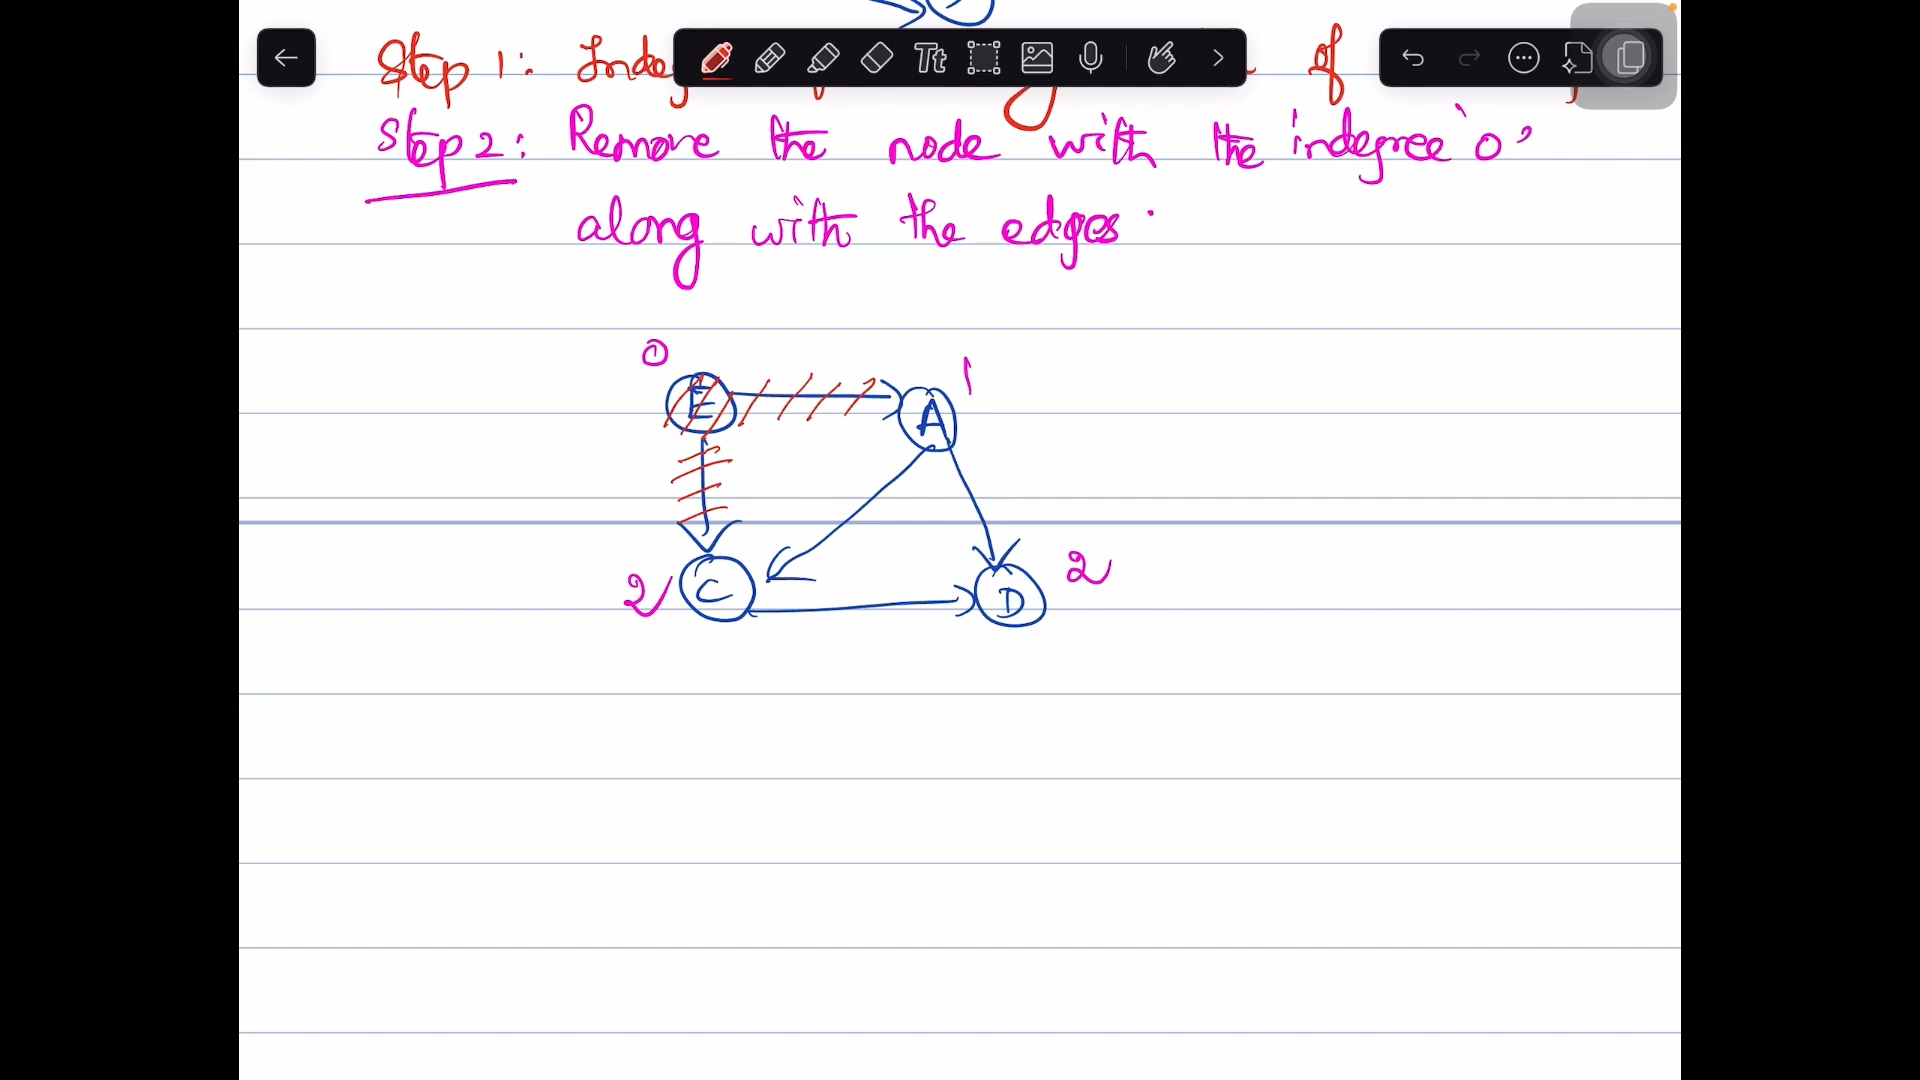 Step 1: of
Step 2: Remove the node with the indegree '0'
along with the edges.
0
1
E
A
2
C
D
2
Tt